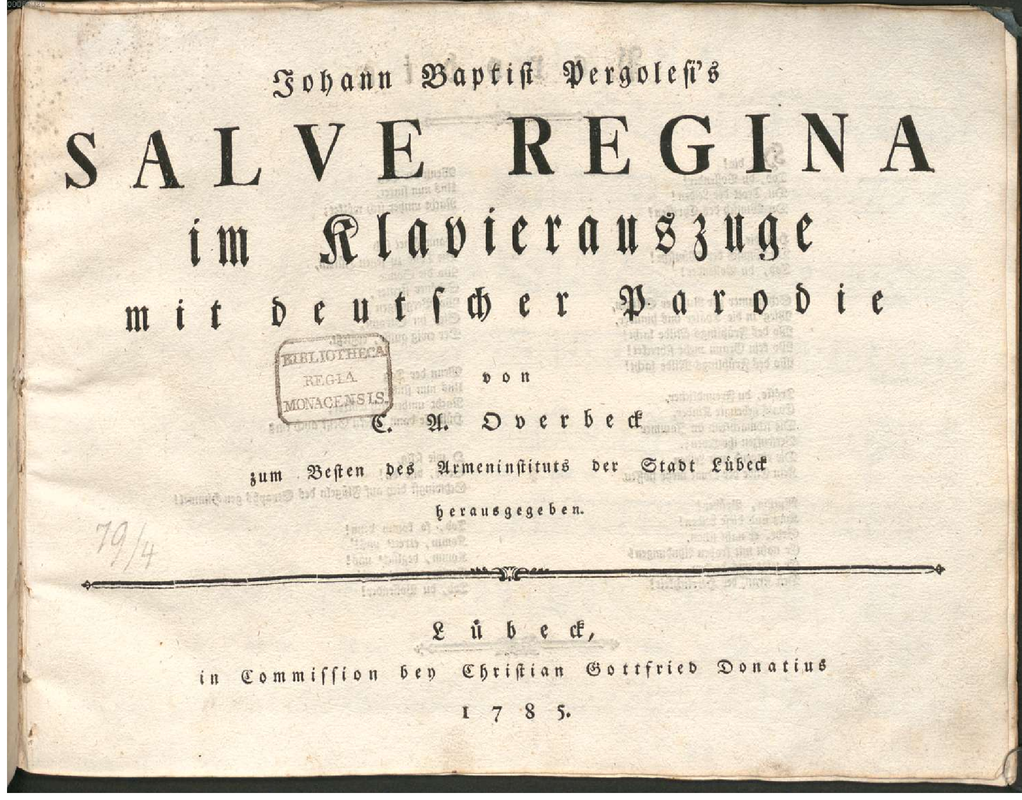 Johann Baptist Pergolesi's
SALVE REGINA
im Klavierauszuge
mit deutscher Parodie
BIBLIOTHECA
REGIA
MONACENSIS.
von
C. A. Overbeck
zum Besten des Armeninstituts der Stadt Lübeck
herausgegeben.
79/4
Lübeck,
in Commission bey Christian Gottfried Donatius
1785.